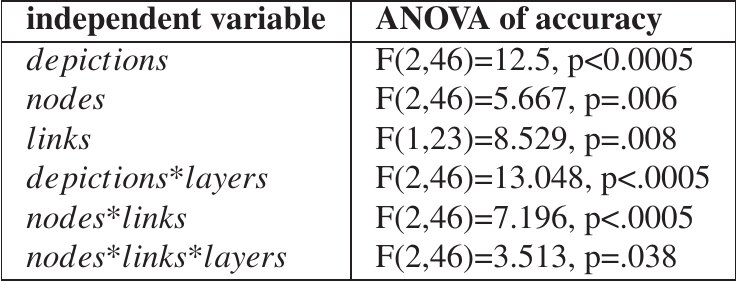 independent variable ANOVA of accuracy
depictions F(2,46)=12.5, p<0.0005
nodes F(2,46)=5.667, p=.006
links F(1,23)=8.529, p=.008
depictions*layers F(2,46)=13.048, p<.0005
nodes*links F(2,46)=7.196, p<.0005
nodes*links*layers F(2,46)=3.513, p=.038